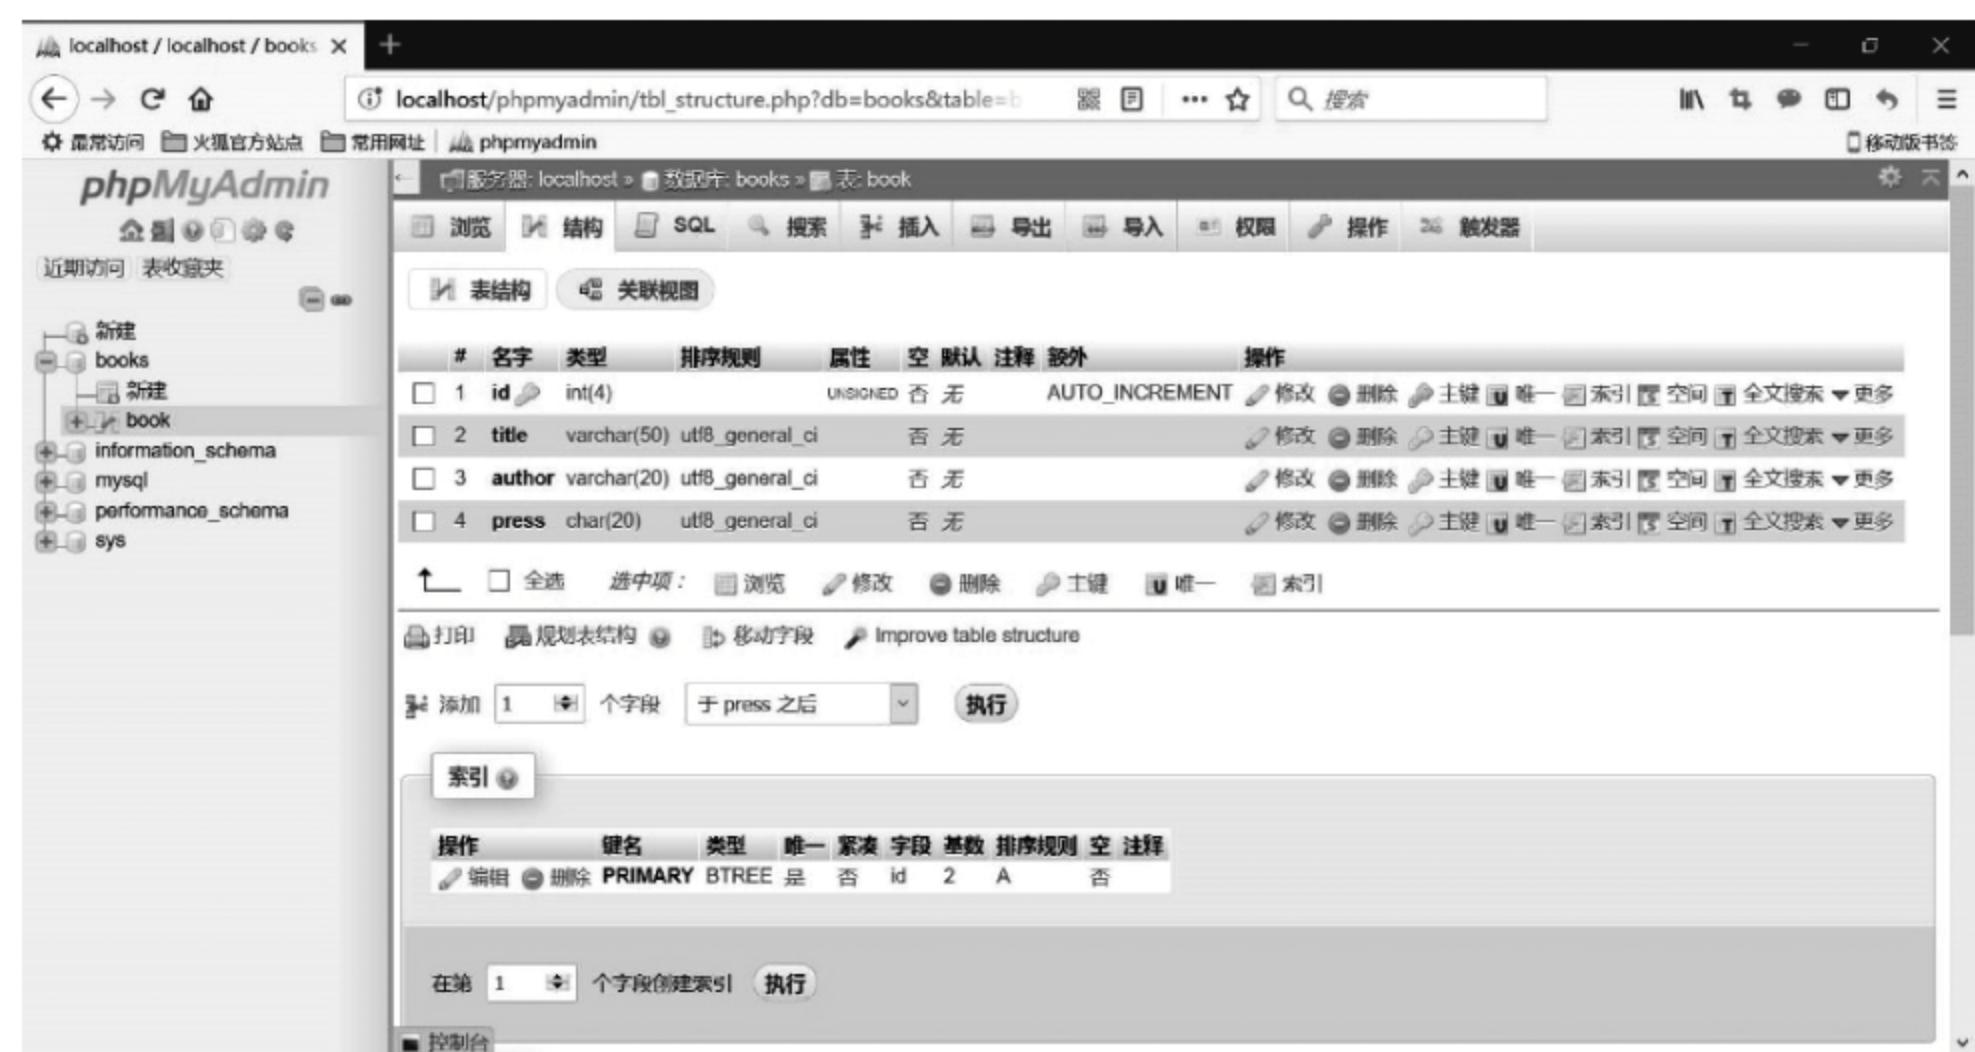 localhost / localhost / books
localhost/phpmyadmin/tbl_structure.php?db=books&table=b
搜索
最常访问 火狐官方站点 常用网址 phpmyadmin 移动版书签
phpMyAdmin
近期访问 表收藏夹
新建
books
新建
book
information_schema
mysql
performance_schema
sys
服务器: localhost » 数据库: books » 表: book
浏览 结构 SQL 搜索 插入 导出 导入 权限 操作 触发器
表结构 关联视图
# 名字 类型 排序规则 属性 空 默认 注释 额外 操作
1 id int(4) UNSIGNED 否 无 AUTO_INCREMENT 修改 删除 主键 唯一 索引 空间 全文搜索 更多
2 title varchar(50) utf8_general_ci 否 无 修改 删除 主键 唯一 索引 空间 全文搜索 更多
3 author varchar(20) utf8_general_ci 否 无 修改 删除 主键 唯一 索引 空间 全文搜索 更多
4 press char(20) utf8_general_ci 否 无 修改 删除 主键 唯一 索引 空间 全文搜索 更多
全选 选中项: 浏览 修改 删除 主键 唯一 索引
打印 规划表结构 移动字段 Improve table structure
添加 1 个字段 于 press 之后 执行
索引
操作 键名 类型 唯一 紧凑 字段 基数 排序规则 空 注释
编辑 删除 PRIMARY BTREE 是 否 id 2 A 否
在第 1 个字段创建索引 执行
控制台